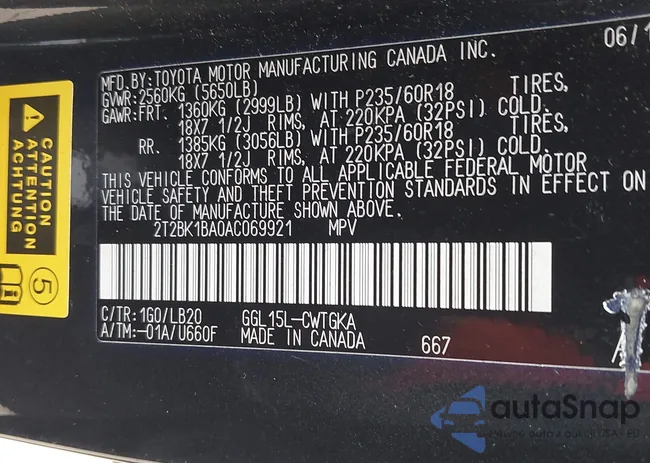 06/1
MFD.BY:TOYOTA MOTOR MANUFACTURING CANADA INC.
GVWR:2560KG (5650LB)
GAWR:FRT. 1360KG (2999LB) WITH P235/60R18 TIRES,
18X7 1/2J RIMS, AT 220KPA (32PSI) COLD.
RR. 1385KG (3056LB) WITH P235/60R18 TIRES,
18X7 1/2J RIMS, AT 220KPA (32PSI) COLD.
THIS VEHICLE CONFORMS TO ALL APPLICABLE FEDERAL MOTOR
VEHICLE SAFETY AND THEFT PREVENTION STANDARDS IN EFFECT ON
THE DATE OF MANUFACTURE SHOWN ABOVE.
2T2BK1BA0AC069921 MPV
C/TR:1G0/LB20 GGL15L-CWTGKA
A/TM:-01A/U660F MADE IN CANADA 667
CAUTION
ATTENTION
ACHTUNG
5
autaSnap